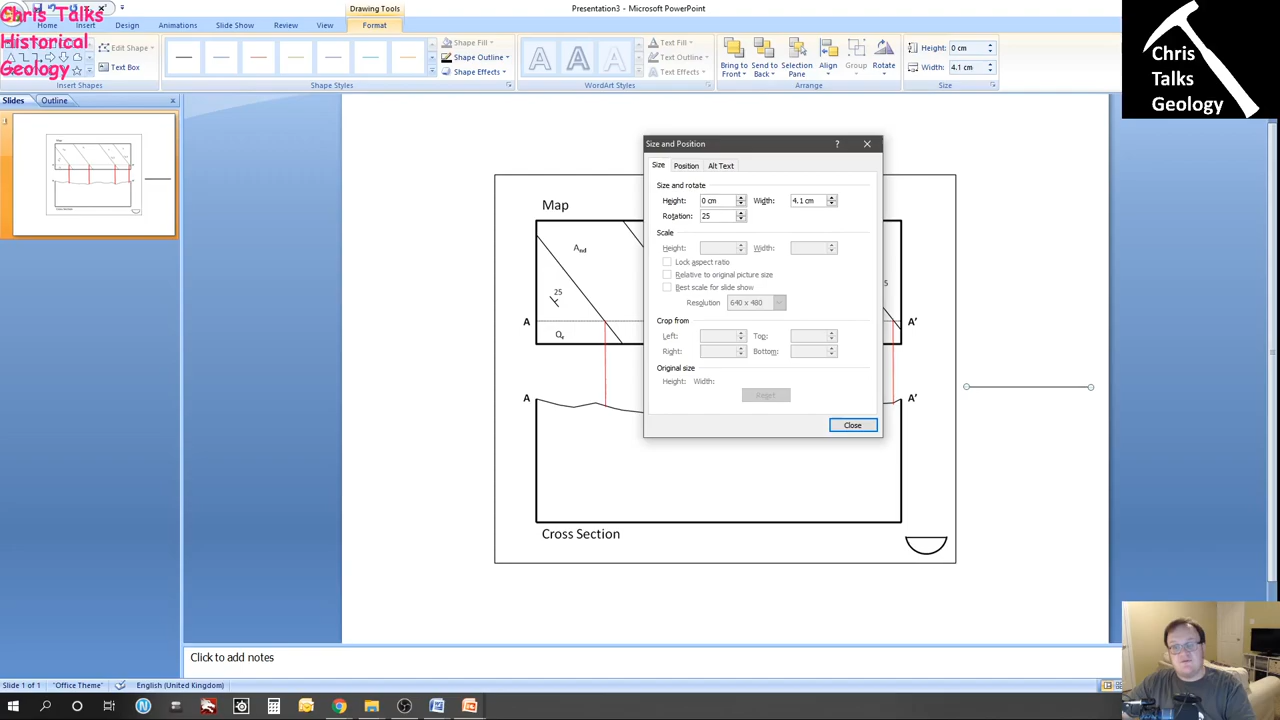 Chris Talks
Historical
Geology
Presentation3 - Microsoft PowerPoint
Drawing Tools
Home Insert Design Animations Slide Show Review View Format
Edit Shape
Text Box
Insert Shapes
Shape Fill
Shape Outline
Shape Effects
Shape Styles
Text Fill
Text Outline
Text Effects
WordArt Styles
Bring to Front
Send to Back
Selection Pane
Align
Group
Rotate
Arrange
Height: 0 cm
Width: 4.1 cm
Size
Chris
Talks
Geology
Slides Outline
Size and Position
Size Position Alt Text
Size and rotate
Height: 0 cm Width: 4.1 cm
Rotation: 25
Scale
Height: Width:
Lock aspect ratio
Relative to original picture size
Best scale for slide show
Resolution 640 x 480
Crop from
Left: Top:
Right: Bottom:
Original size
Height: Width:
Reset
Close
Map
25
A A'
A A'
Cross Section
Click to add notes
Slide 1 of 1 "Office Theme" English (United Kingdom)